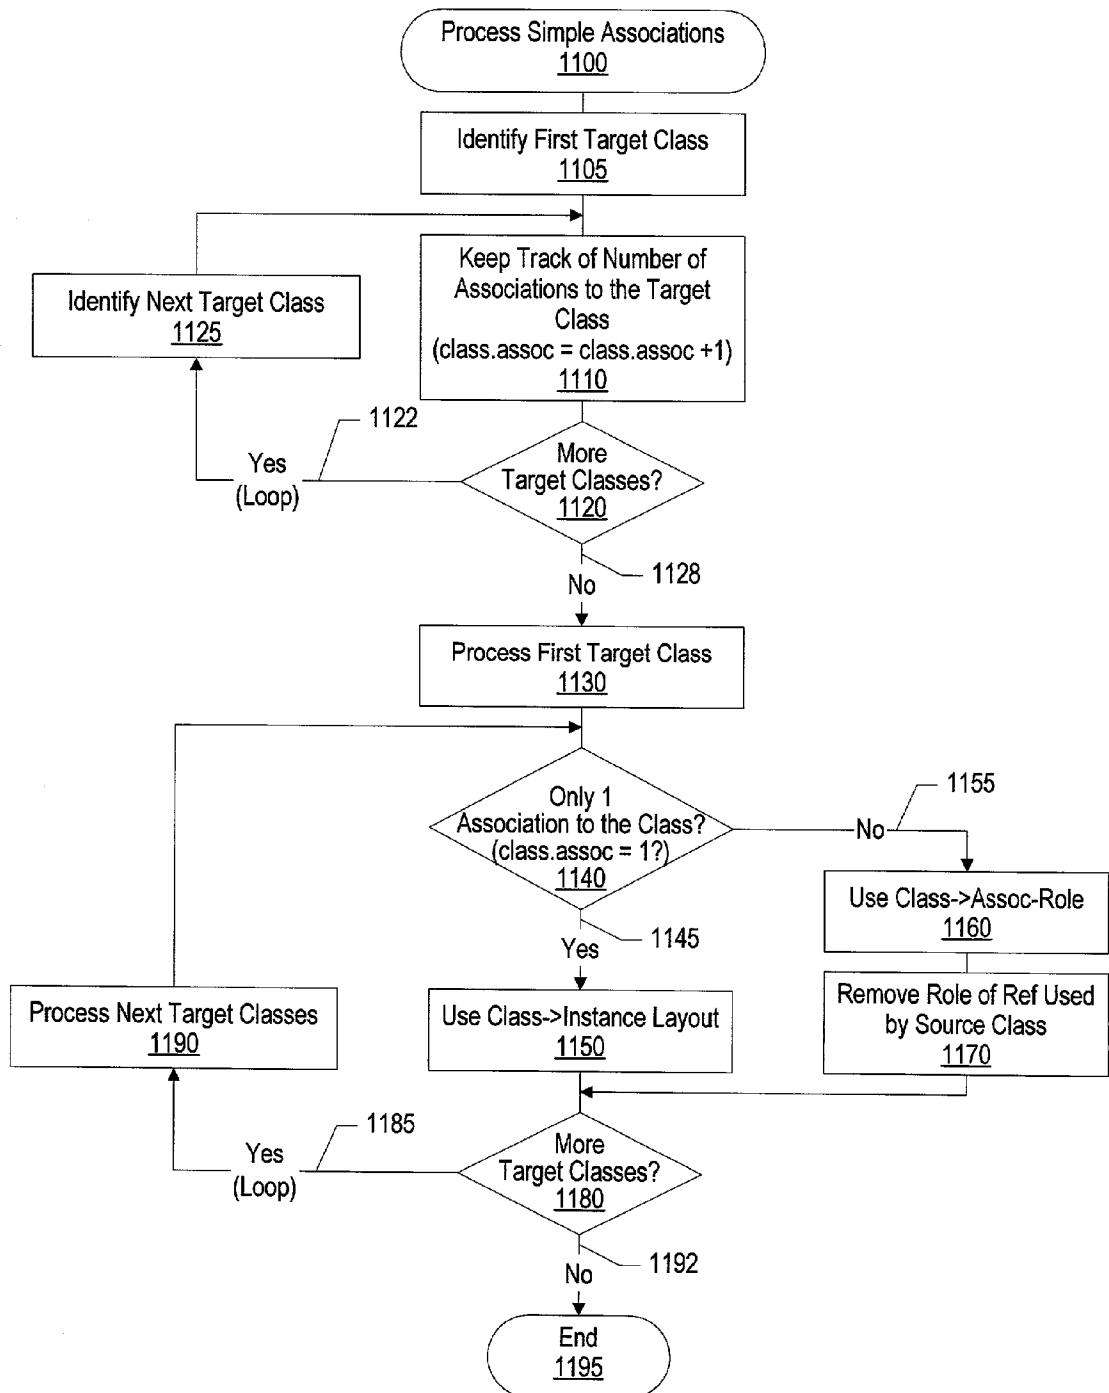 Process Simple Associations
1100
Identify First Target Class
1105
Keep Track of Number of
Associations to the Target
Class
(class.assoc = class.assoc +1)
1110
Identify Next Target Class
1125
1122
Yes
(Loop)
More
Target Classes?
1120
1128
No
Process First Target Class
1130
Only 1
Association to the Class?
(class.assoc = 1?)
1140
1155
No
Use Class->Assoc-Role
1160
1145
Yes
Remove Role of Ref Used
by Source Class
1170
Process Next Target Classes
1190
Use Class->Instance Layout
1150
1185
Yes
(Loop)
More
Target Classes?
1180
1192
No
End
1195